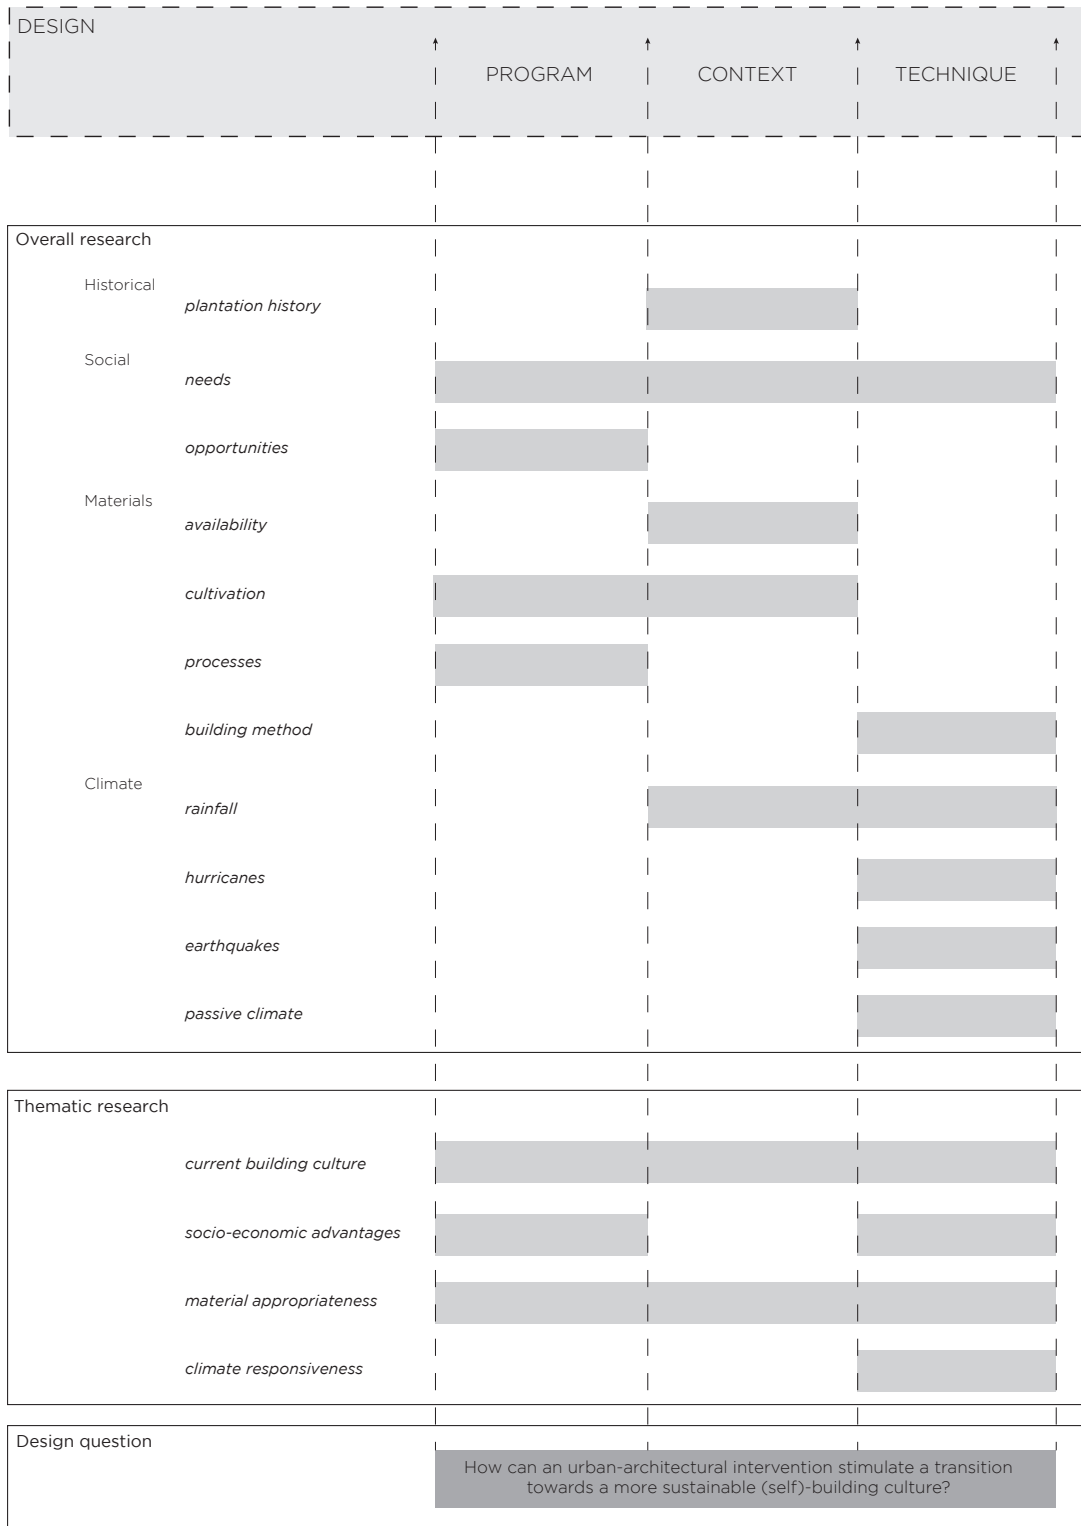 DESIGN
PROGRAM
CONTEXT
TECHNIQUE
Overall research
Historical
plantation history
Social
needs
opportunities
Materials
availability
cultivation
processes
building method
Climate
rainfall
hurricanes
earthquakes
passive climate
Thematic research
current building culture
socio-economic advantages
material appropriateness
climate responsiveness
Design question
How can an urban-architectural intervention stimulate a transition
towards a more sustainable (self)-building culture?